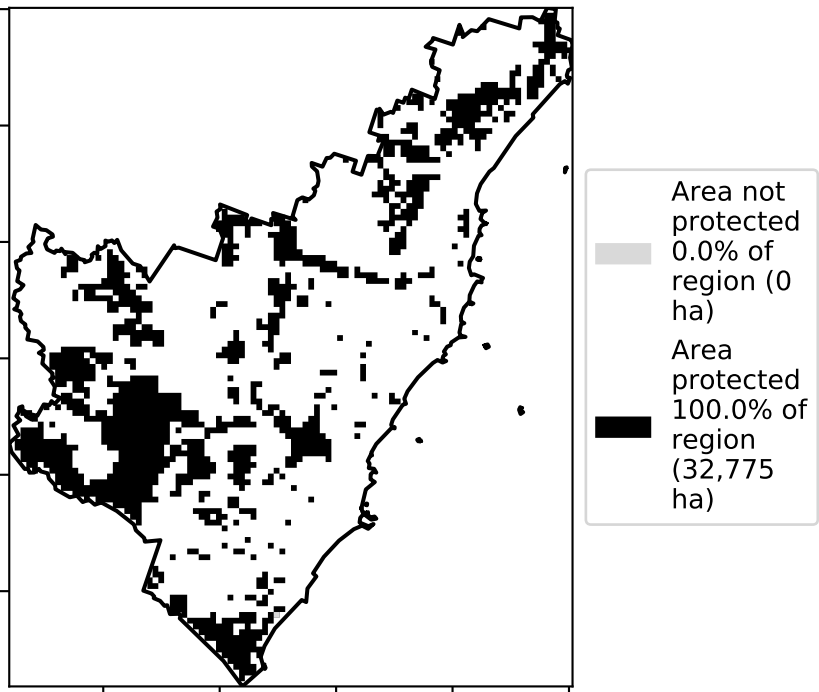 Area not
protected
0.0% of
region (0
ha)
Area
protected
100.0% of
region
(32,775
ha)